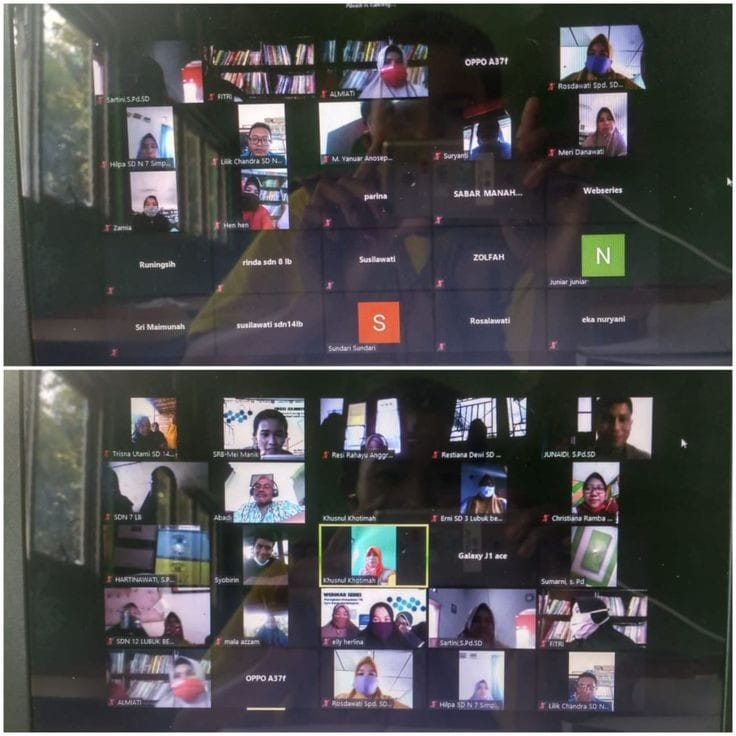 Sartini,S.Pd.SD
FITRI
ALMIATI
OPPO A37f
Rosdawati Spd. SD...
Hilpa SD N 7 Simp...
Lilik Chandra SD N...
M. Yanuar Anosep...
Suryanti
Meri Danawati
Zamia
Hen hen
parina
SABAR MANAH...
Webseries
Runingsih
rinda sdn 8 lb
Susilawati
ZOLFAH
N
Juniar juniar
Sri Maimunah
susilawati sdn14lb
S
Sundari Sundari
Rosalawati
eka nuryani
Trisna Utami SD 14...
SRB-Mei Manik
Resi Rahayu Anggr...
Restiana Dewi SD ...
JUNAIDI, S.Pd.SD
SDN 7 LB
Abadi
Khusnul Khotimah
Erni SD 3 Lubuk be...
Christiana Ramba ...
HARTINAWATI, S.P...
Syobirin
Khusnul Khotimah
Galaxy J1 ace
Sumarni, s. Pd
SDN 12 LUBUK BE...
mala azzam
WEBINAR SERIES
elly herlina
Sartini,S.Pd.SD
FITRI
ALMIATI
OPPO A37f
Rosdawati Spd. SD...
Hilpa SD N 7 Simp...
Lilik Chandra SD N...